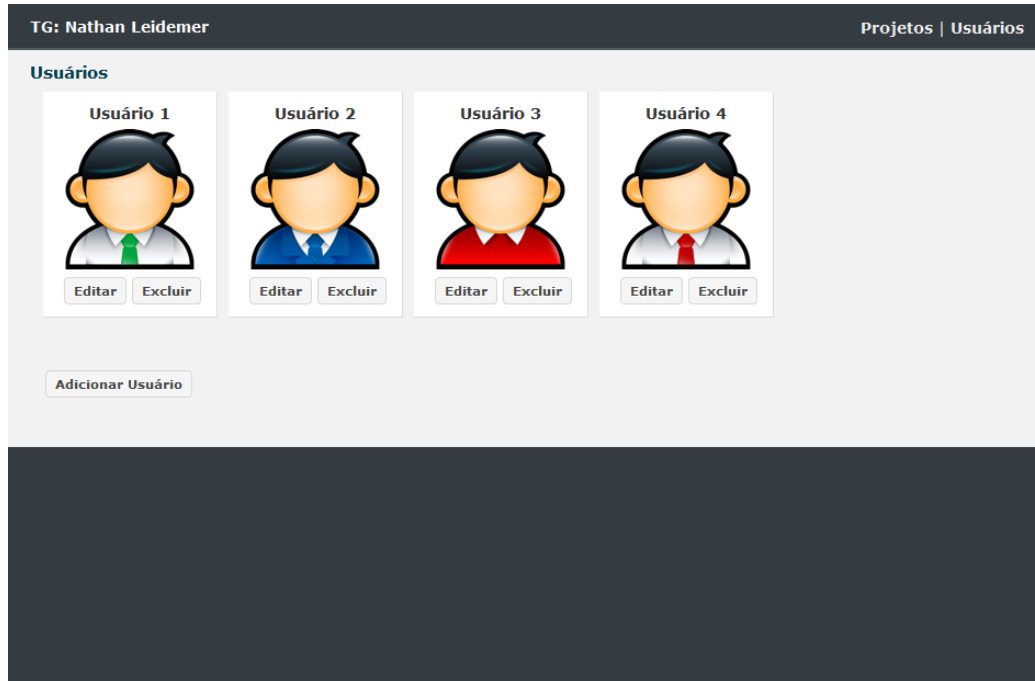 TG: Nathan Leidemer Projetos | Usuários
Usuários
Usuário 1 Usuário 2 Usuário 3 Usuário 4
Editar Excluir Editar Excluir Editar Excluir Editar Excluir
Adicionar Usuário